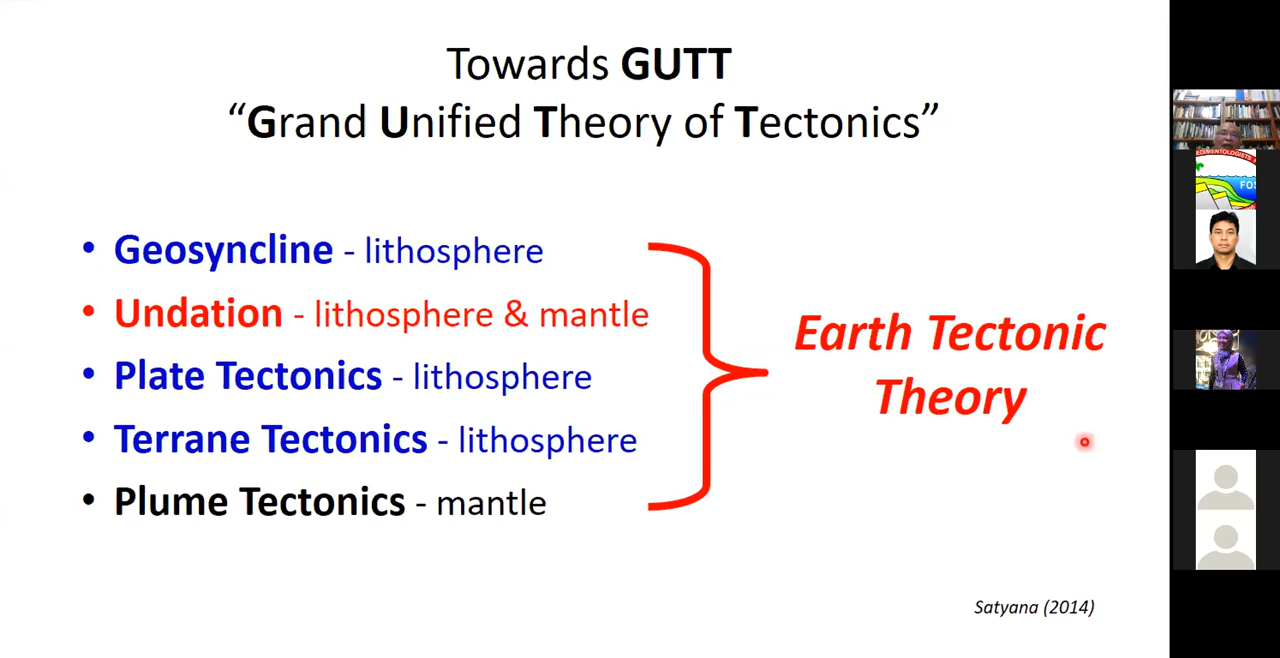 Towards GUTT
“Grand Unified Theory of Tectonics”
• Geosyncline - lithosphere
• Undation - lithosphere & mantle
• Plate Tectonics - lithosphere
• Terrane Tectonics - lithosphere
• Plume Tectonics - mantle
Earth Tectonic
Theory
Satyana (2014)
FOS